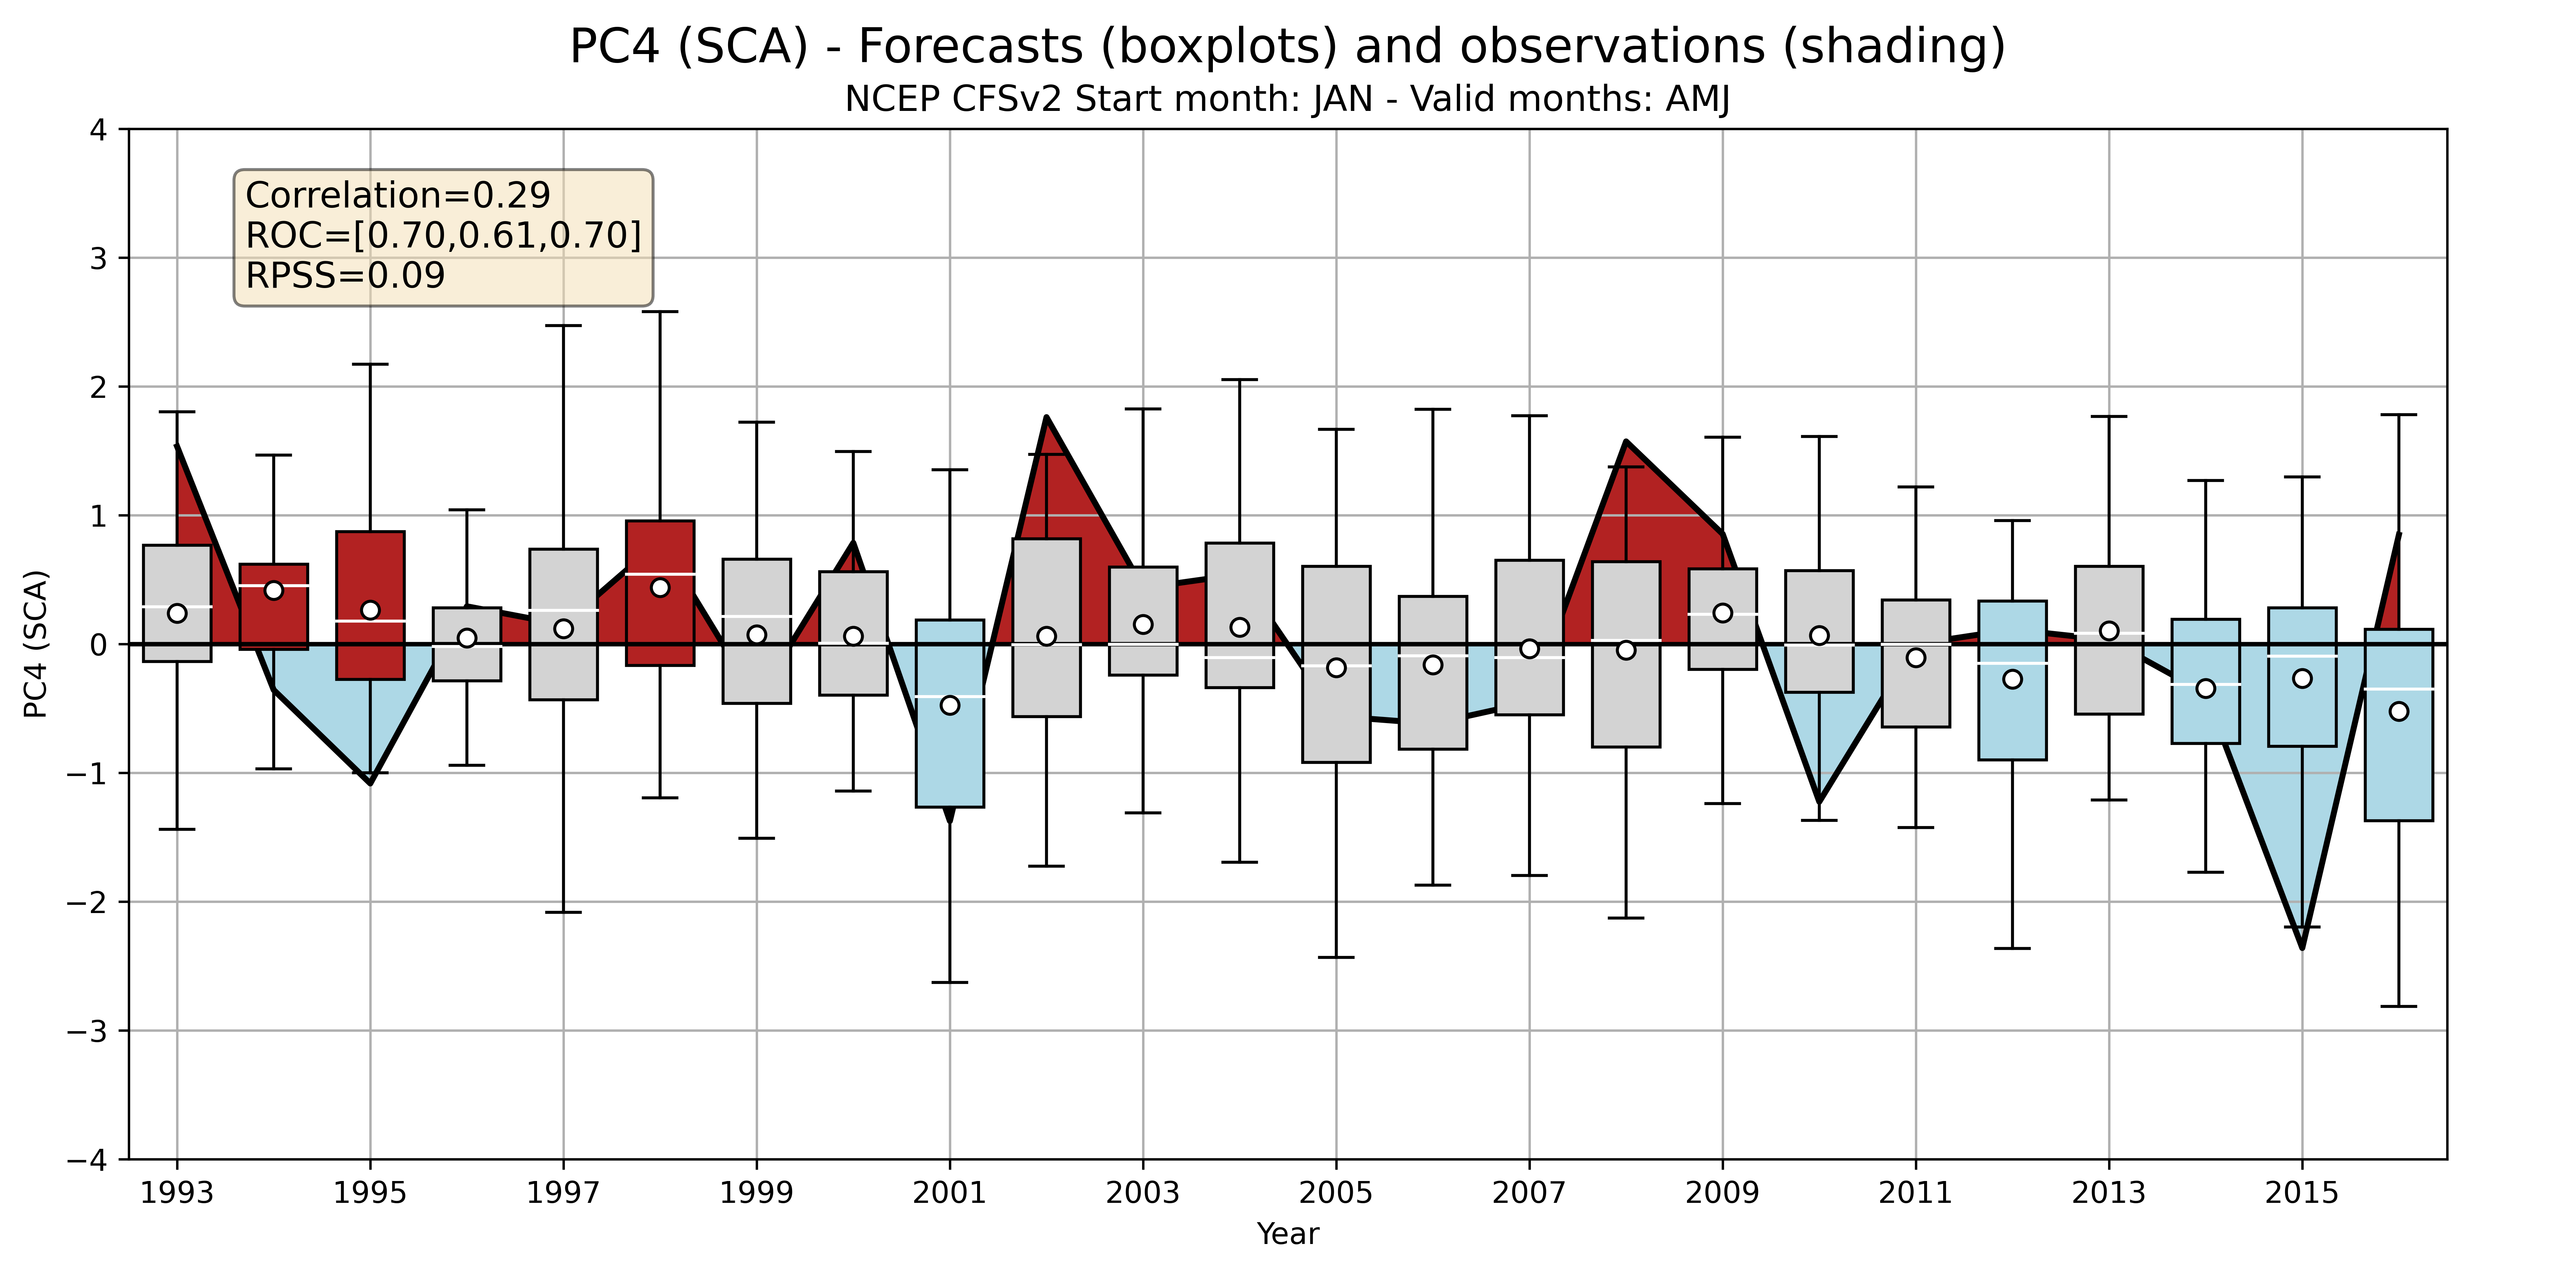 PC4 (SCA) - Forecasts (boxplots) and observations (shading)
NCEP CFSv2 Start month: JAN - Valid months: AMJ
Correlation=0.29
ROC=[0.70,0.61,0.70]
RPSS=0.09
PC4 (SCA)
4
3
2
1
0
−1
−2
−3
−4
1993 1995 1997 1999 2001 2003 2005 2007 2009 2011 2013 2015
Year